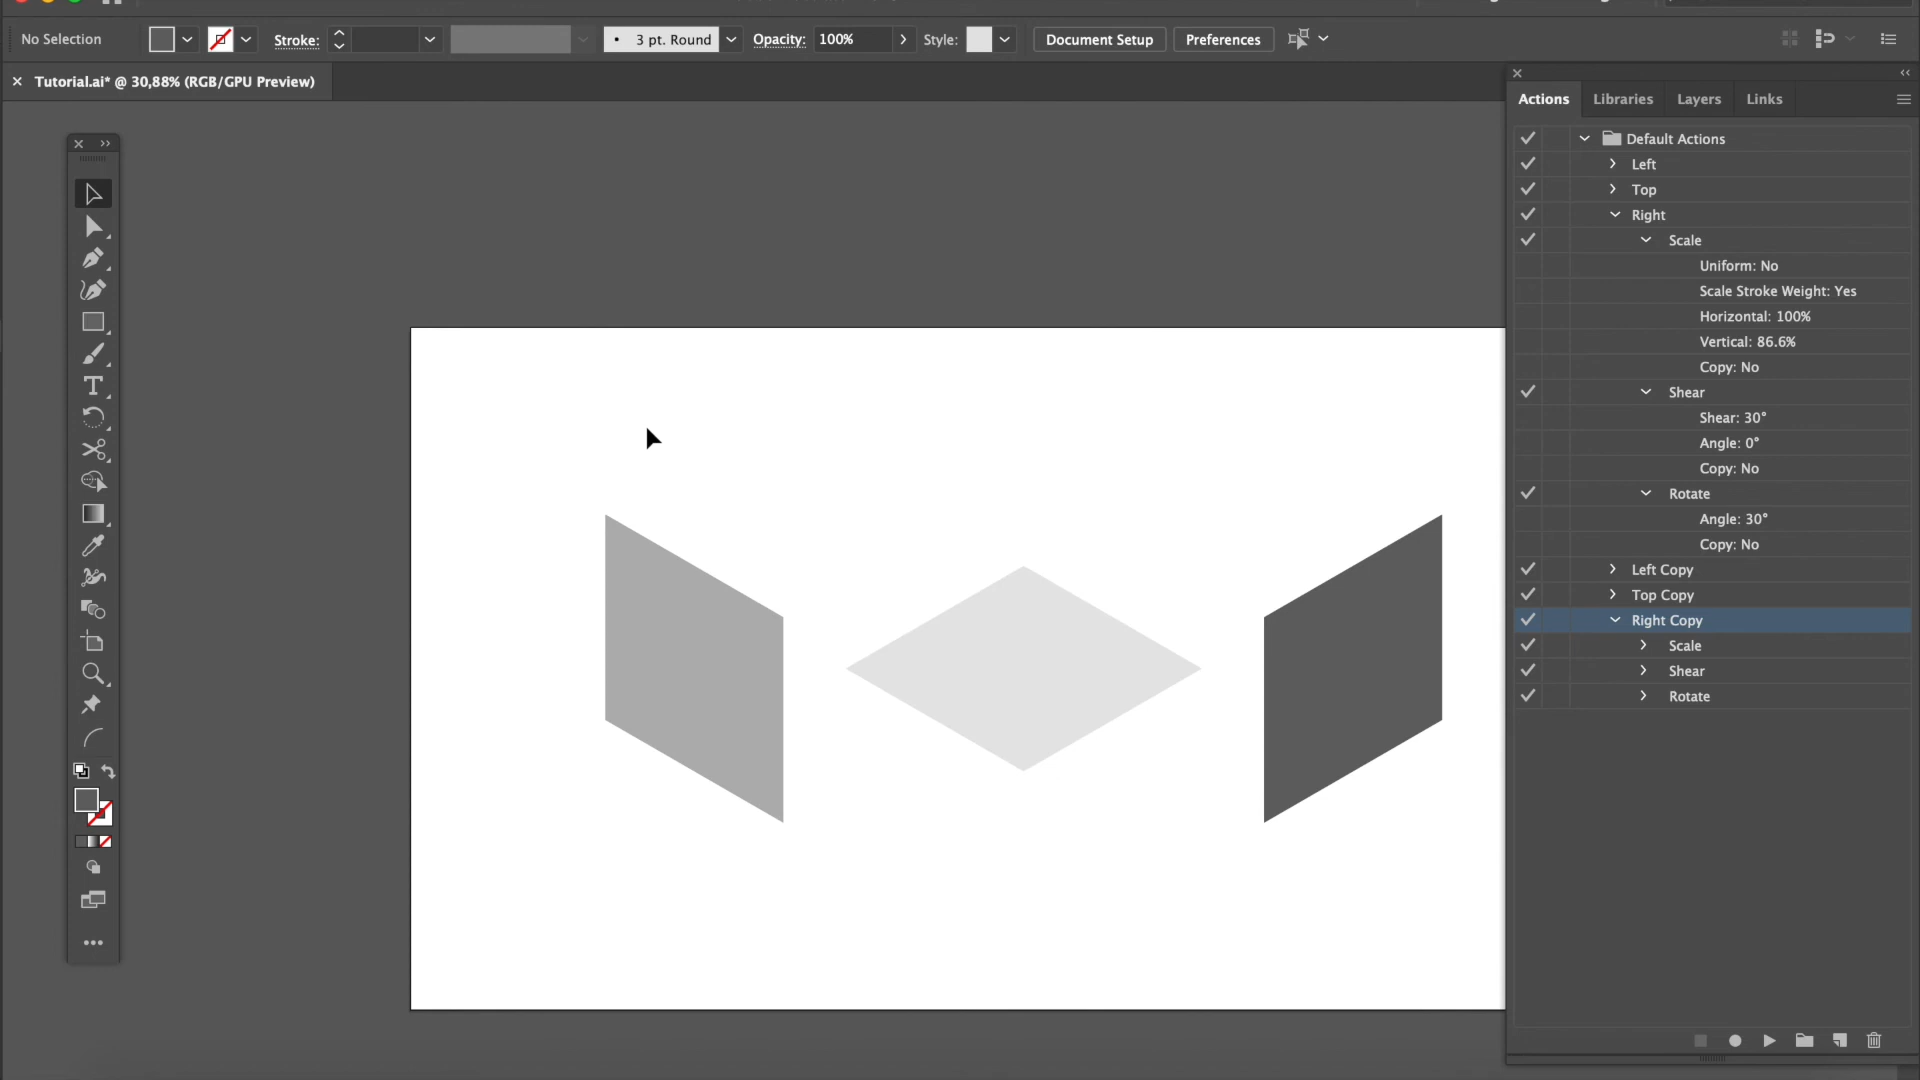 No Selection
Stroke:
3 pt. Round
Opacity:
100%
Style:
Document Setup
Preferences
Tutorial.ai* @ 30,88% (RGB/GPU Preview)
Actions
Libraries
Layers
Links
Default Actions
Left
Top
Right
Scale
Uniform: No
Scale Stroke Weight: Yes
Horizontal: 100%
Vertical: 86.6%
Copy: No
Shear
Shear: 30°
Angle: 0°
Copy: No
Rotate
Angle: 30°
Copy: No
Left Copy
Top Copy
Right Copy
Scale
Shear
Rotate